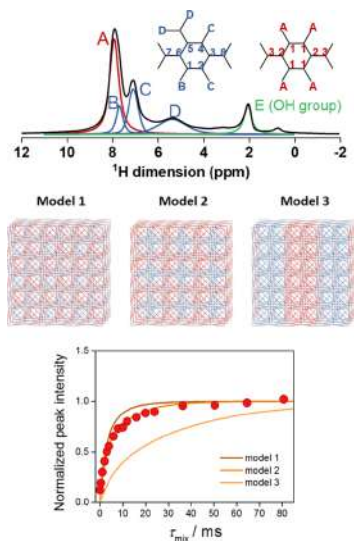 A
B
C
D
D
D
C
7 6 5 4 3 8
1 2
B
C
A
A
3 2 1 1 2 3
1 1
A
A
E (OH group)
12 10 8 6 4 2 0 -2
¹H dimension (ppm)
Model 1 Model 2 Model 3
Normalized peak intensity
1.5
1.0
0.5
0.0
model 1
model 2
model 3
0 10 20 30 40 50 60 70 80
τmix / ms